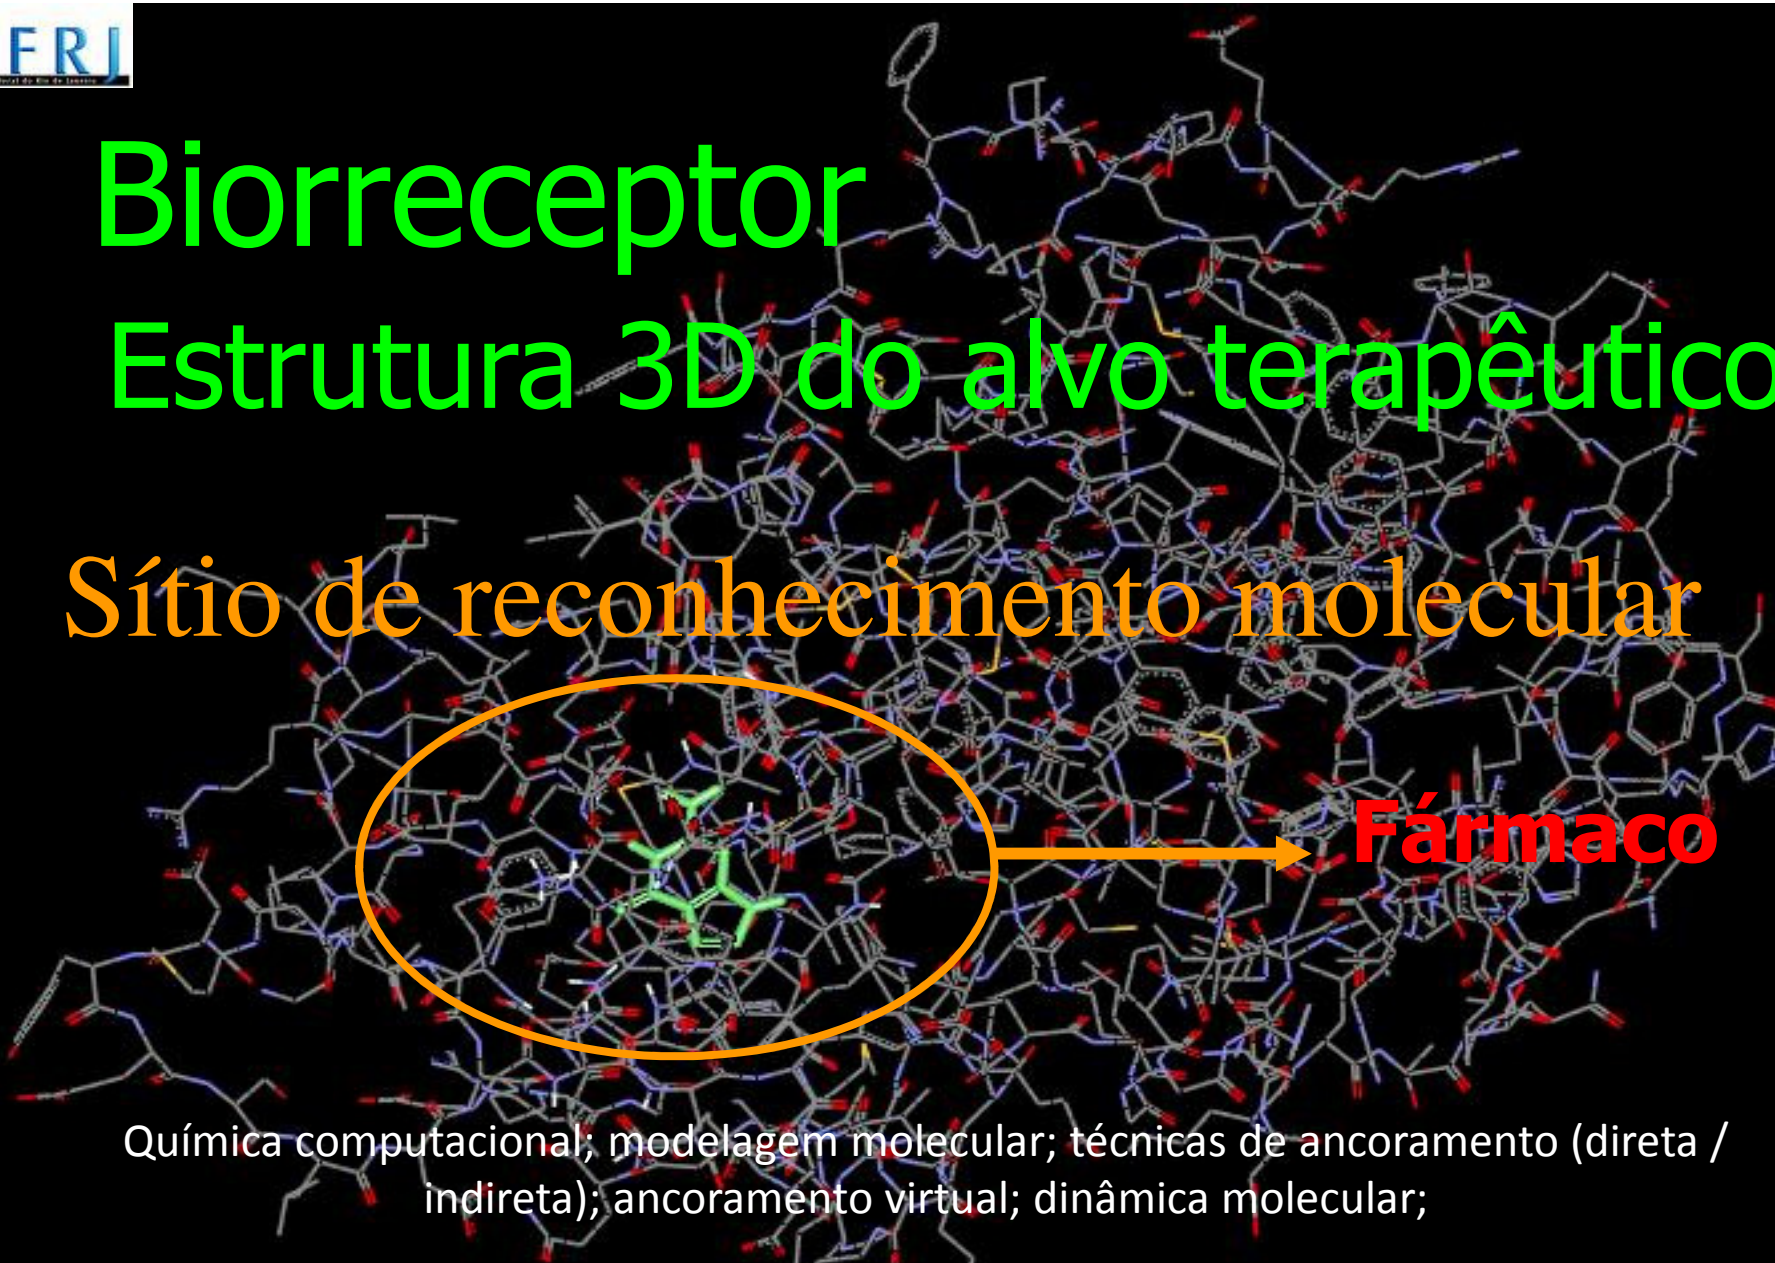 FRJ
Biorreceptor
Estrutura 3D do alvo terapêutico
Sítio de reconhecimento molecular
Fármaco
Química computacional; modelagem molecular; técnicas de ancoramento (direta /
indireta); ancoramento virtual; dinâmica molecular;